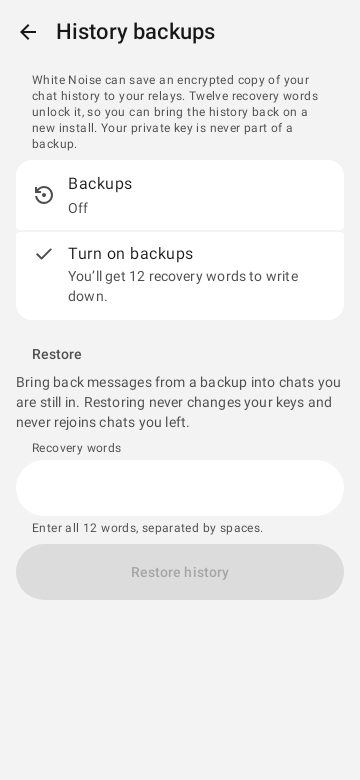 History backups
White Noise can save an encrypted copy of your
chat history to your relays. Twelve recovery words
unlock it, so you can bring the history back on a
new install. Your private key is never part of a
backup.
Backups
Off
Turn on backups
You’ll get 12 recovery words to write
down.
Restore
Bring back messages from a backup into chats you
are still in. Restoring never changes your keys and
never rejoins chats you left.
Recovery words
Enter all 12 words, separated by spaces.
Restore history